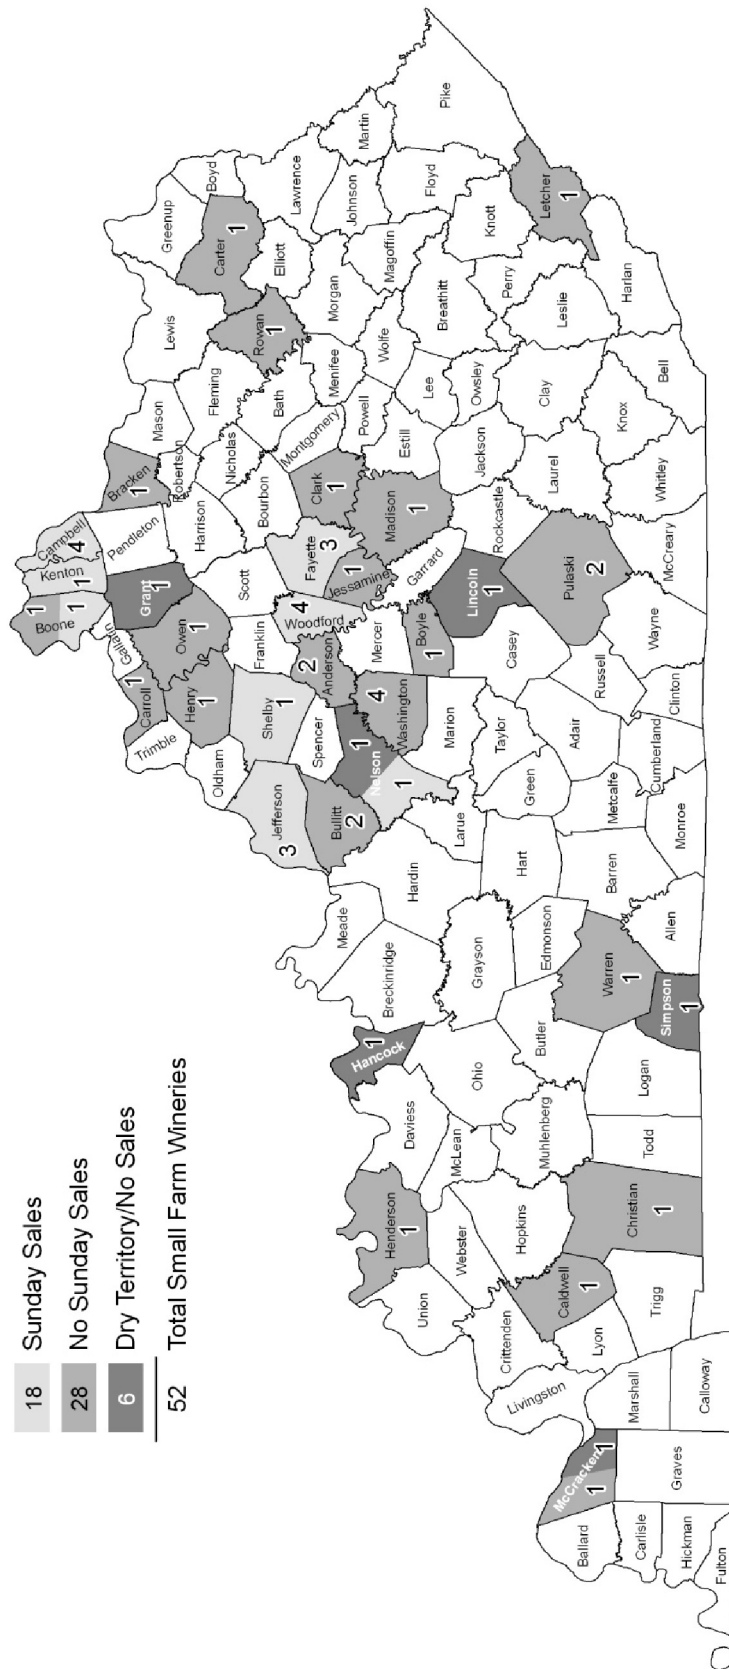 18 Sunday Sales
28 No Sunday Sales
6 Dry Territory/No Sales
52 Total Small Farm Wineries
Boone
1
1
Kenton
1
Campbell
4
Bracken
1
Mason
Lewis
Greenup
Boyd
Carter
1
Rowan
1
Elliott
Lawrence
Martin
Johnson
Pike
Floyd
Magoffin
Morgan
Menifee
Wolfe
Breathitt
Knott
Letcher
1
Perry
Leslie
Harlan
Bell
Knox
Whitley
Clay
Owsley
Lee
Powell
Estill
Jackson
Laurel
Rockcastle
McCreary
Pulaski
2
Wayne
Russell
Clinton
Cumberland
Adair
Casey
Lincoln
1
Garrard
Madison
1
Clark
1
Montgomery
Bath
Fleming
Robertson
Nicholas
Bourbon
Harrison
Pendleton
Grant
1
Gallatin
Carroll
1
Owen
1
Henry
1
Trimble
Oldham
Shelby
1
Franklin
Scott
Fayette
3
Jessamine
1
Woodford
4
Anderson
2
Mercer
Boyle
1
Washington
4
Spencer
Nelson
1
1
Jefferson
3
Bullitt
2
Marion
Taylor
Green
Larue
Hardin
Hart
Metcalfe
Monroe
Barren
Allen
Meade
Breckinridge
Grayson
Edmonson
Warren
1
Simpson
1
Hancock
1
Ohio
Butler
Logan
Daviess
McLean
Muhlenberg
Todd
Henderson
1
Webster
Hopkins
Christian
1
Union
Crittenden
Caldwell
1
Lyon
Trigg
Livingston
Marshall
Calloway
McCracken
1
1
Graves
Ballard
Carlisle
Hickman
Fulton